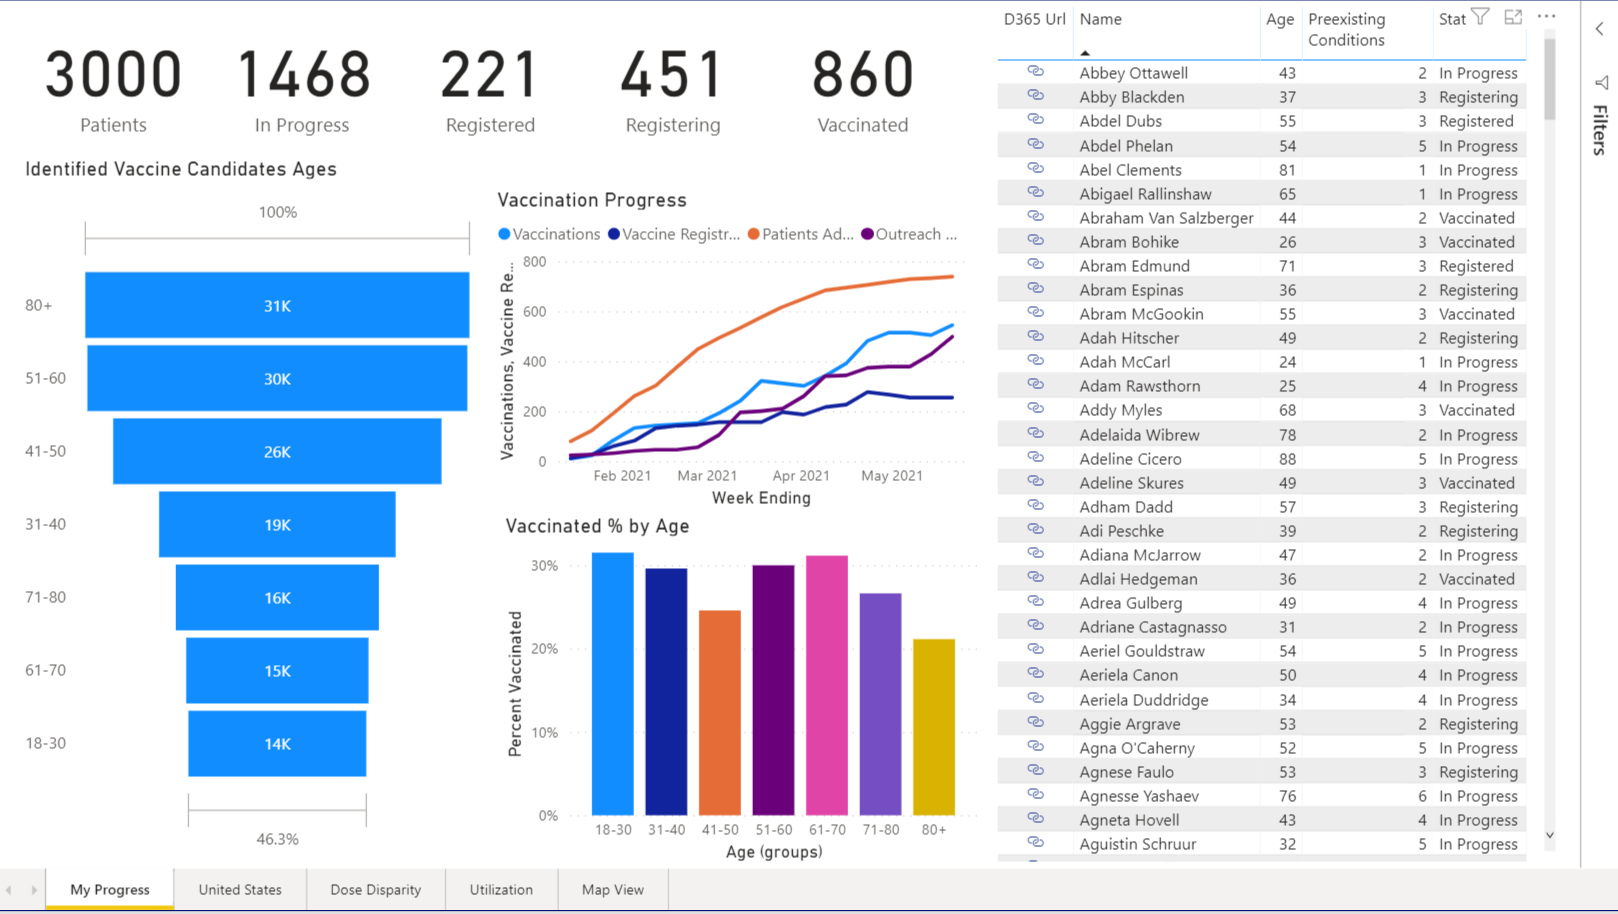 3000
Patients
1468
In Progress
221
Registered
451
Registering
860
Vaccinated
Identified Vaccine Candidates Ages
100%
80+ 31K
51-60 30K
41-50 26K
31-40 19K
71-80 16K
61-70 15K
18-30 14K
46.3%
Vaccination Progress
Vaccinations Vaccine Registr... Patients Ad... Outreach ...
Vaccinations, Vaccine Re...
800
600
400
200
0
Feb 2021 Mar 2021 Apr 2021 May 2021
Week Ending
Vaccinated % by Age
Percent Vaccinated
30%
20%
10%
0%
18-30 31-40 41-50 51-60 61-70 71-80 80+
Age (groups)
D365 Url Name Age Preexisting Conditions Stat
Abbey Ottawell 43 2 In Progress
Abby Blackden 37 3 Registering
Abdel Dubs 55 3 Registered
Abdel Phelan 54 5 In Progress
Abel Clements 81 1 In Progress
Abigael Rallinshaw 65 1 In Progress
Abraham Van Salzberger 44 2 Vaccinated
Abram Bohike 26 3 Vaccinated
Abram Edmund 71 3 Registered
Abram Espinas 36 2 Registering
Abram McGookin 55 3 Vaccinated
Adah Hitscher 49 2 Registering
Adah McCarl 24 1 In Progress
Adam Rawsthorn 25 4 In Progress
Addy Myles 68 3 Vaccinated
Adelaida Wibrew 78 2 In Progress
Adeline Cicero 88 5 In Progress
Adeline Skures 49 3 Vaccinated
Adham Dadd 57 3 Registering
Adi Peschke 39 2 Registering
Adiana McJarrow 47 2 In Progress
Adlai Hedgeman 36 2 Vaccinated
Adrea Gulberg 49 4 In Progress
Adriane Castagnasso 31 2 In Progress
Aeriel Gouldstraw 54 5 In Progress
Aeriela Canon 50 4 In Progress
Aeriela Duddridge 34 4 In Progress
Aggie Argrave 53 2 Registering
Agna O'Caherny 52 5 In Progress
Agnese Faulo 53 3 Registering
Agnesse Yashaev 76 6 In Progress
Agneta Hovell 43 4 In Progress
Aguistin Schruur 32 5 In Progress
Filters
My Progress United States Dose Disparity Utilization Map View